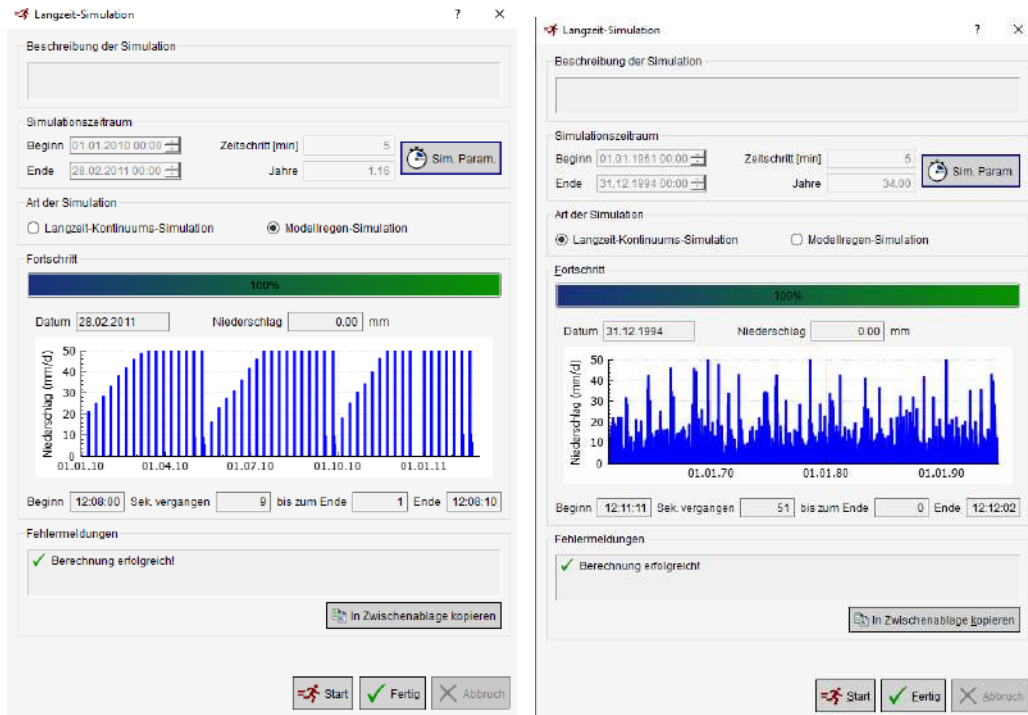 Langzeit-Simulation ? ×
Beschreibung der Simulation
Simulationszeitraum
Beginn 01.01.2010 00:00 Zeitschritt [min] 5
Sim. Param.
Ende 28.02.2011 00:00 Jahre 1.16
Art der Simulation
Langzeit-Kontinuums-Simulation Modellregen-Simulation
Fortschritt
100%
Datum 28.02.2011 Niederschlag 0.00 mm
Niederschlag (mm/d)
50
40
30
20
10
0
01.01.10 01.04.10 01.07.10 01.10.10 01.01.11
Beginn 12:08:00 Sek. vergangen 9 bis zum Ende 1 Ende 12:08:10
Fehlermeldungen
Berechnung erfolgreich!
In Zwischenablage kopieren
Start Fertig Abbruch
Langzeit-Simulation ? ×
Beschreibung der Simulation
Simulationszeitraum
Beginn 01.01.1961 00:00 Zeitschritt [min] 5
Sim. Param.
Ende 31.12.1994 00:00 Jahre 34.00
Art der Simulation
Langzeit-Kontinuums-Simulation Modellregen-Simulation
Fortschritt
100%
Datum 31.12.1994 Niederschlag 0.00 mm
Niederschlag (mm/d)
50
40
30
20
10
0
01.01.70 01.01.80 01.01.90
Beginn 12:11:11 Sek. vergangen 51 bis zum Ende 0 Ende 12:12:02
Fehlermeldungen
Berechnung erfolgreich!
In Zwischenablage kopieren
Start Fertig Abbruch